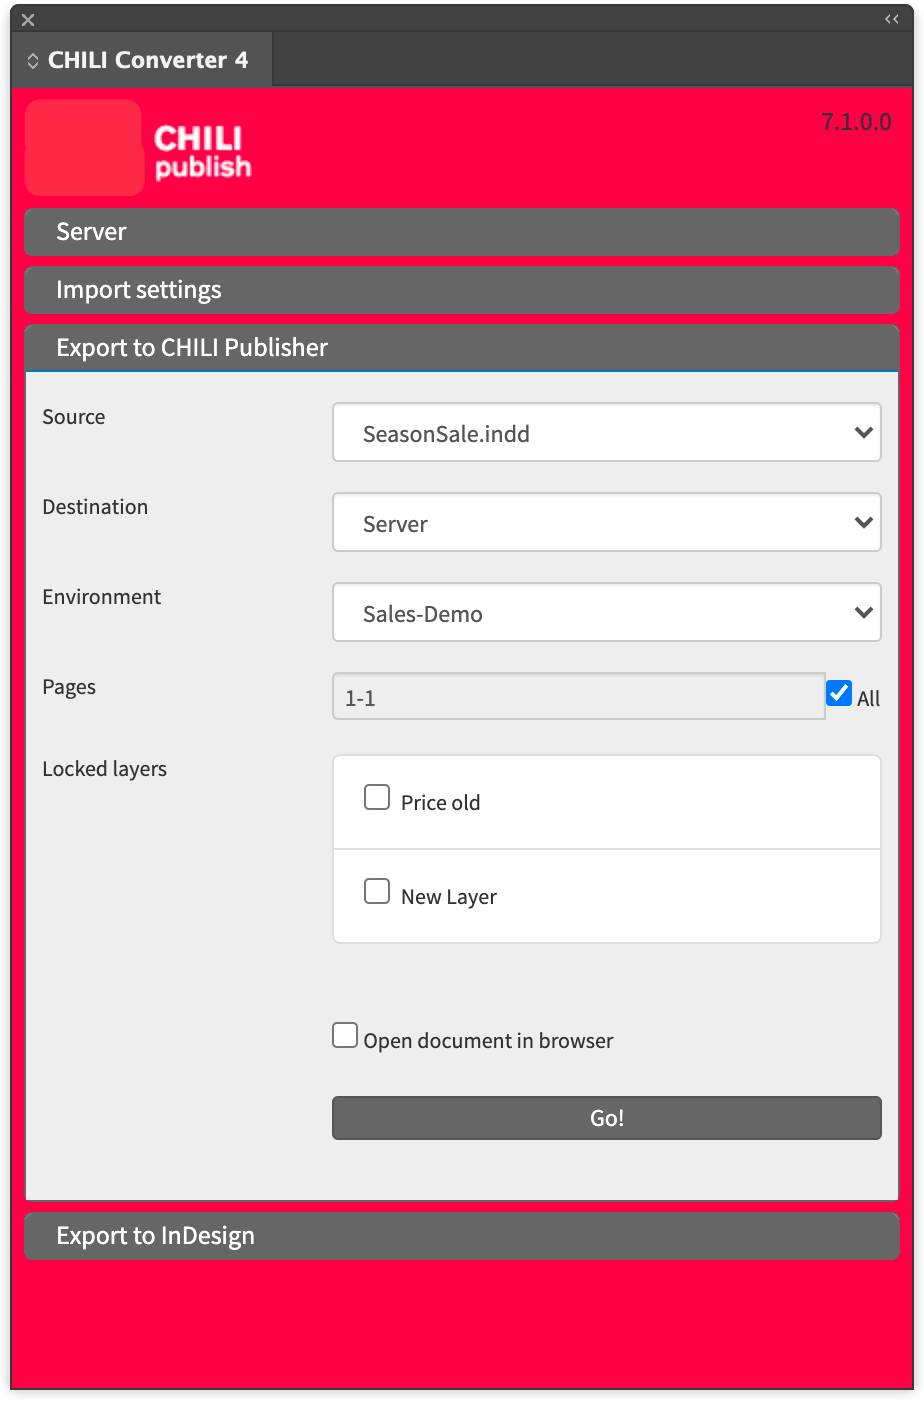 CHILI Converter 4
CHILI
publish
7.1.0.0
Server
Import settings
Export to CHILI Publisher
Source
SeasonSale.indd
Destination
Server
Environment
Sales-Demo
Pages
1-1
All
Locked layers
Price old
New Layer
Open document in browser
Go!
Export to InDesign